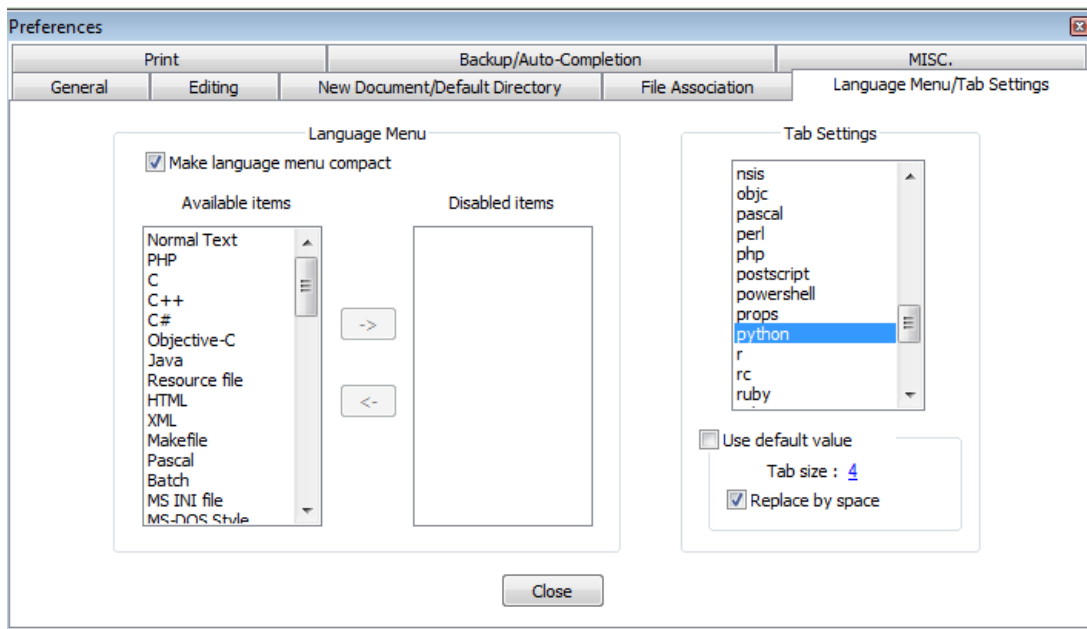 Preferences
Print
Backup/Auto-Completion
MISC.
General
Editing
New Document/Default Directory
File Association
Language Menu/Tab Settings
Language Menu
Make language menu compact
Available items
Disabled items
Normal Text
PHP
C
C++
C#
Objective-C
Java
Resource file
HTML
XML
Makefile
Pascal
Batch
MS INI file
MS-DOS Style
->
<-
Tab Settings
nsis
objc
pascal
perl
php
postscript
powershell
props
python
r
rc
ruby
Use default value
Tab size : 4
Replace by space
Close